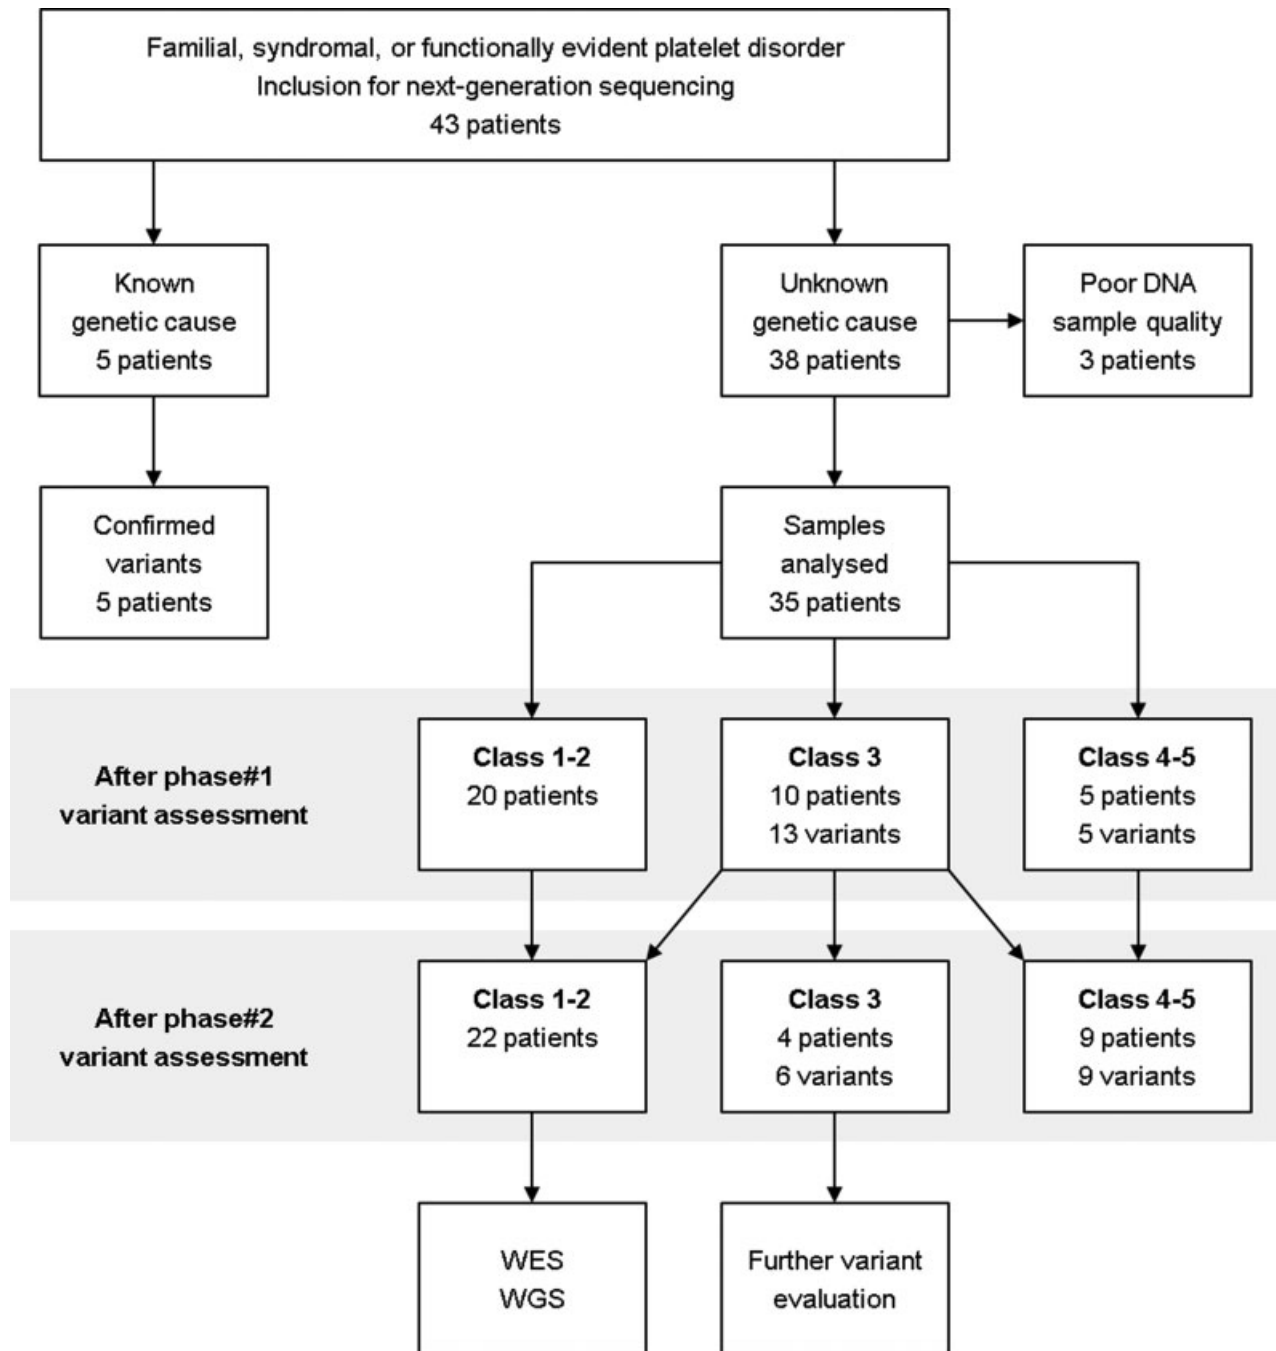 Familial, syndromal, or functionally evident platelet disorder
Inclusion for next-generation sequencing
43 patients
Known
genetic cause
5 patients
Unknown
genetic cause
38 patients
Poor DNA
sample quality
3 patients
Confirmed
variants
5 patients
Samples
analysed
35 patients
After phase#1
variant assessment
Class 1-2
20 patients
Class 3
10 patients
13 variants
Class 4-5
5 patients
5 variants
After phase#2
variant assessment
Class 1-2
22 patients
Class 3
4 patients
6 variants
Class 4-5
9 patients
9 variants
WES
WGS
Further variant
evaluation